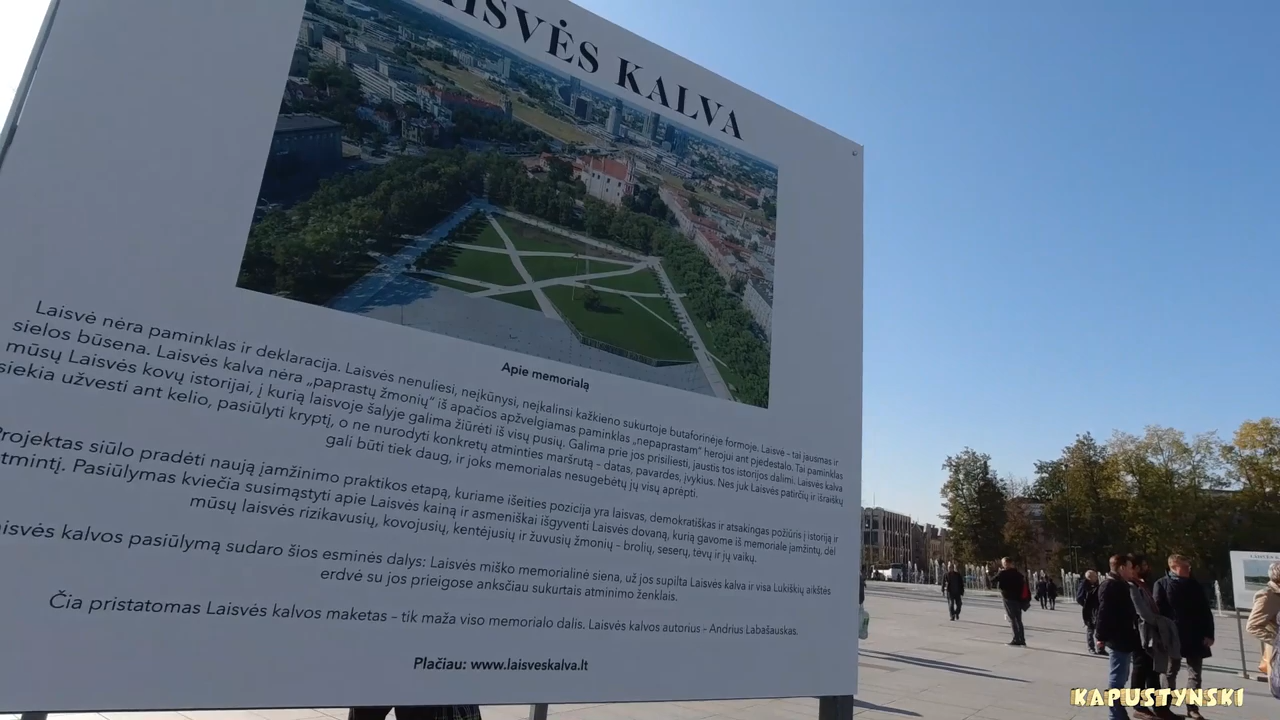 LAISVĖS KALVA
Apie memorialą
Laisvė nėra paminklas ir deklaracija. Laisvės nenuliesi, neįkūnysi, neįkalinsi kažkieno sukurtoje butaforinėje formoje. Laisvė - tai jausmas ir
sielos būsena. Laisvės kalva nėra „paprastų žmonių“ iš apačios apžvelgiamas paminklas „nepaprastam“ herojui ant pjedestalo. Tai paminklas
mūsų Laisvės kovų istorijai, į kurią laisvoje šalyje galima žiūrėti iš visų pusių. Galima prie jos prisiliesti, jaustis tos istorijos dalimi. Laisvės kalva
siekia užvesti ant kelio, pasiūlyti kryptį, o ne nurodyti konkretų atminties maršrutą - datas, pavardes, įvykius. Nes juk Laisvės patirčių ir išraiškų
gali būti tiek daug, ir joks memorialas nesugebėtų jų visų aprėpti.
Projektas siūlo pradėti naują įamžinimo praktikos etapą, kuriame išeities pozicija yra laisvas, demokratiškas ir atsakingas požiūris į istoriją ir
atmintį. Pasiūlymas kviečia susimąstyti apie Laisvės kainą ir asmeniškai išgyventi Laisvės dovaną, kurią gavome iš memoriale įamžintų, dėl
mūsų laisvės rizikavusių, kovojusių, kentėjusių ir žuvusių žmonių – brolių, seserų, tėvų ir jų vaikų.
Laisvės kalvos pasiūlymą sudaro šios esminės dalys: Laisvės miško memorialinė siena, už jos supilta Laisvės kalva ir visa Lukiškių aikštės
erdvė su jos prieigose anksčiau sukurtais atminimo ženklais.
Čia pristatomas Laisvės kalvos maketas – tik maža viso memorialo dalis. Laisvės kalvos autorius - Andrius Labašauskas.
Plačiau: www.laisveskalva.lt
KAPUSTYNSKI